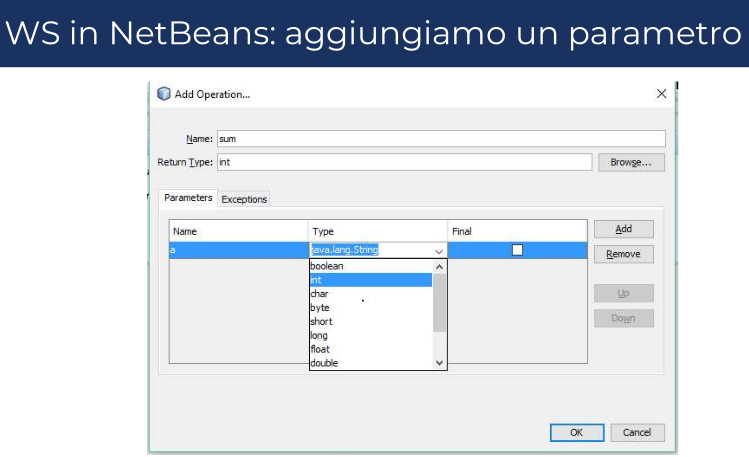 WS in NetBeans: aggiungiamo un parametro
Add Operation...
Name: sum
Return Type: int Browse...
Parameters Exceptions
Name Type Final Add
a java.lang.String Remove
boolean
int
char Up
byte
short Down
long
float
double
OK Cancel